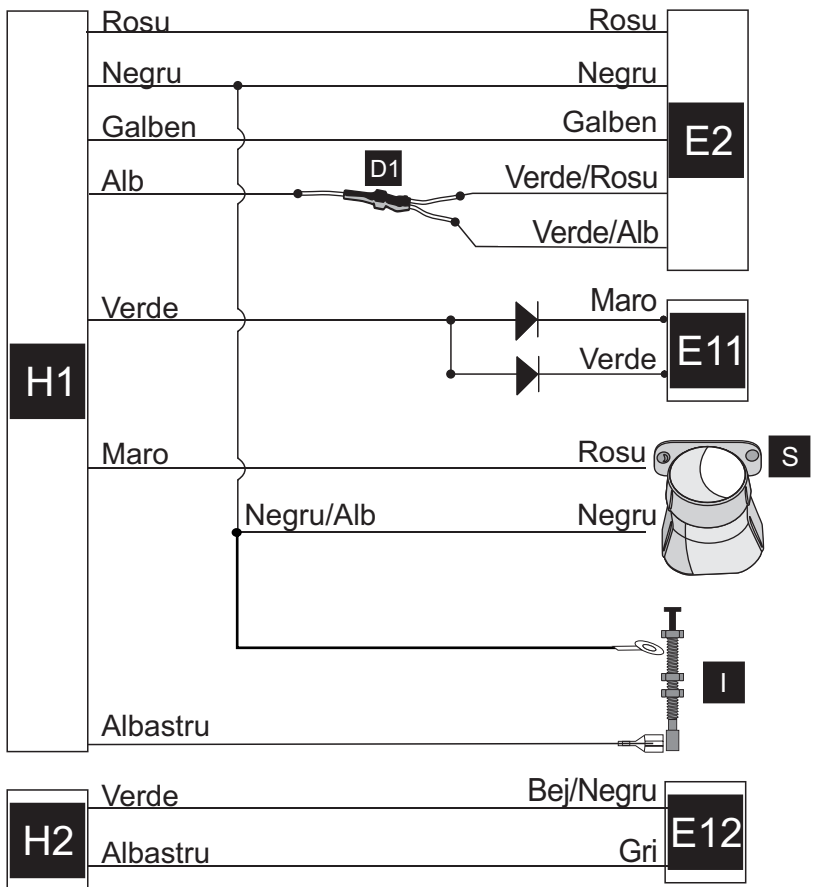 Rosu Rosu
Negru Negru
Galben Galben
E2
D1
Alb Verde/Rosu
Verde/Alb
Verde Maro
E11
Verde
H1
Maro Rosu
S
Negru/Alb Negru
I
Albastru
Verde Bej/Negru
H2 E12
Albastru Gri